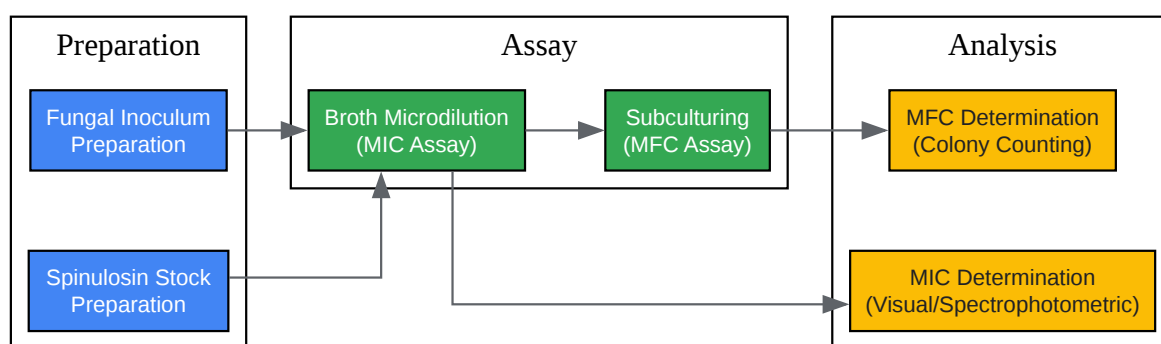 Preparation
Fungal Inoculum
Preparation
Spinulosin Stock
Preparation
Assay
Broth Microdilution
(MIC Assay)
Subculturing
(MFC Assay)
Analysis
MFC Determination
(Colony Counting)
MIC Determination
(Visual/Spectrophotometric)